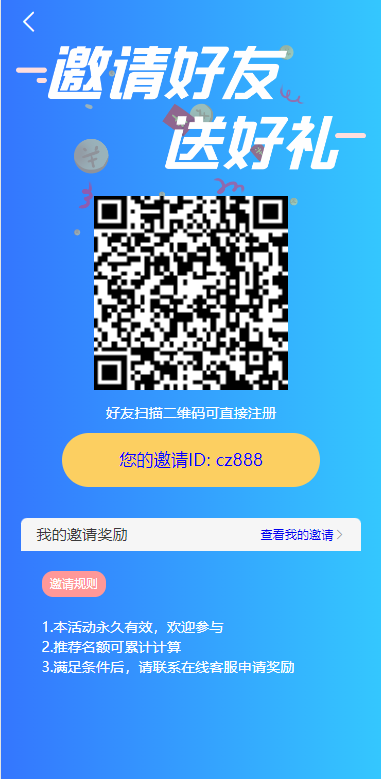 邀请好友
送好礼
好友扫描二维码可直接注册
您的邀请ID: cz888
我的邀请奖励
查看我的邀请
邀请规则
1.本活动永久有效，欢迎参与
2.推荐名额可累计计算
3.满足条件后，请联系在线客服申请奖励